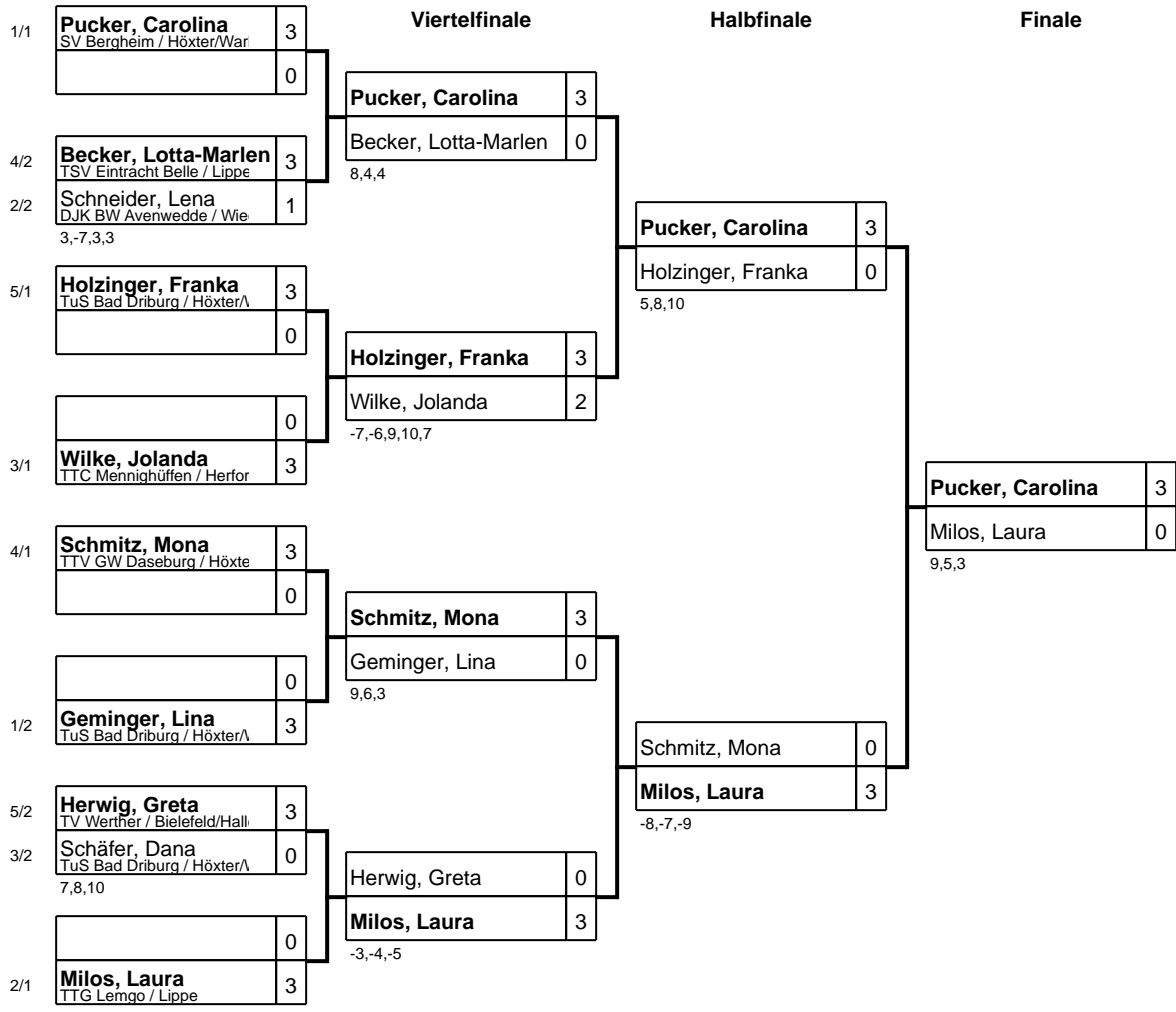 Viertelfinale
Halbfinale
Finale
1/1
Pucker, Carolina
3
SV Bergheim / Höxter/War
0
4/2
Becker, Lotta-Marlen
3
TSV Eintracht Belle / Lippe
2/2
Schneider, Lena
1
DJK BW Avenwedde / Wie
3,-7,3,3
5/1
Holzinger, Franka
3
TuS Bad Driburg / Höxter/
0
0
3/1
Wilke, Jolanda
3
TTC Mennighüffen / Herfor
4/1
Schmitz, Mona
3
TTV GW Daseburg / Höxte
0
0
1/2
Geminger, Lina
3
TuS Bad Driburg / Höxter/
5/2
Herwig, Greta
3
TV Werther / Bielefeld/Hall
3/2
Schäfer, Dana
0
TuS Bad Driburg / Höxter/
7,8,10
0
2/1
Milos, Laura
3
TTG Lemgo / Lippe
Pucker, Carolina
3
Becker, Lotta-Marlen
0
8,4,4
Holzinger, Franka
3
Wilke, Jolanda
2
-7,-6,9,10,7
Schmitz, Mona
3
Geminger, Lina
0
9,6,3
Herwig, Greta
0
Milos, Laura
3
-3,-4,-5
Pucker, Carolina
3
Holzinger, Franka
0
5,8,10
Schmitz, Mona
0
Milos, Laura
3
-8,-7,-9
Pucker, Carolina
3
Milos, Laura
0
9,5,3